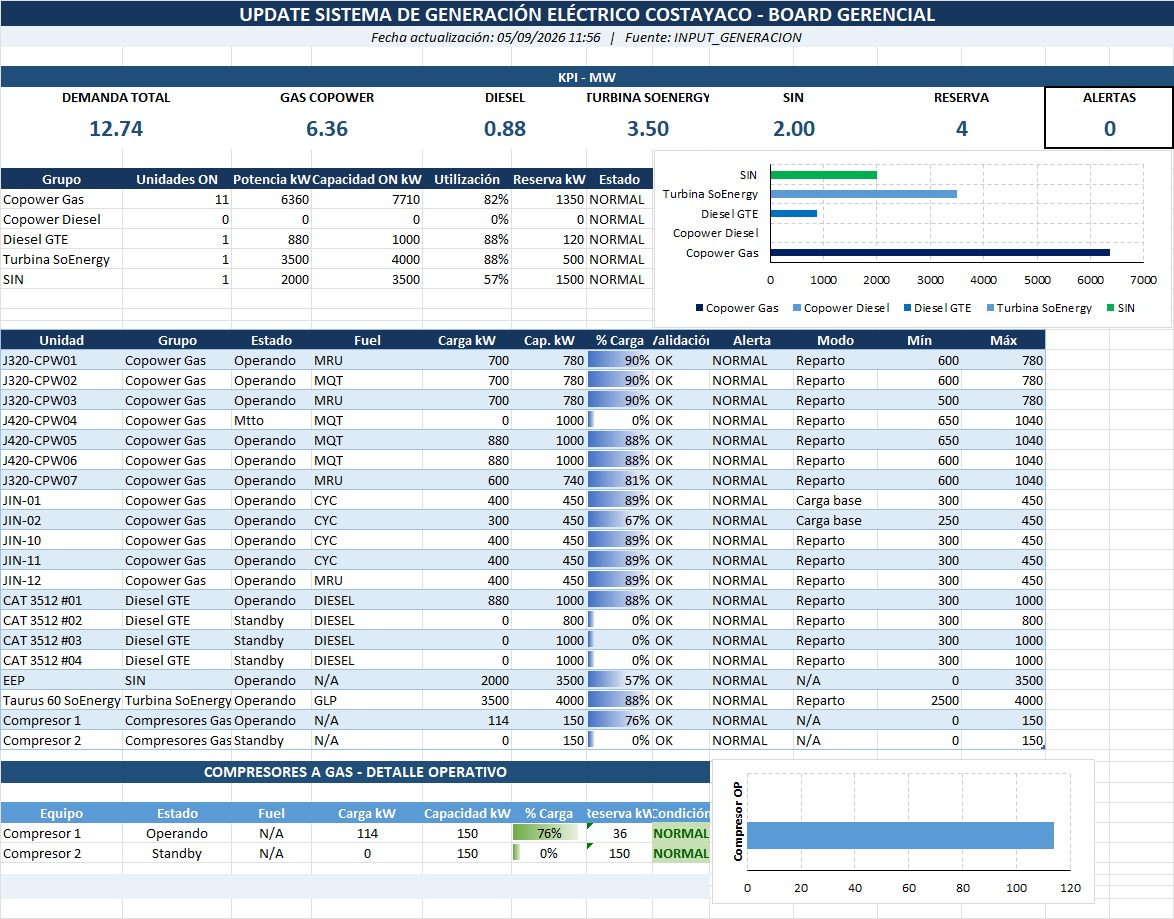 UPDATE SISTEMA DE GENERACIÓN ELÉCTRICO COSTAYACO - BOARD GERENCIAL
Fecha actualización: 05/09/2026 11:56 | Fuente: INPUT_GENERACION
KPI - MW
DEMANDA TOTAL GAS COPOWER DIESEL TURBINA SOENERGY SIN RESERVA ALERTAS
12.74 6.36 0.88 3.50 2.00 4 0
Grupo Unidades ON Potencia kW Capacidad ON kW Utilización Reserva kW Estado
Copower Gas 11 6360 7710 82% 1350 NORMAL
Copower Diesel 0 0 0 0% 0 NORMAL
Diesel GTE 1 880 1000 88% 120 NORMAL
Turbina SoEnergy 1 3500 4000 88% 500 NORMAL
SIN 1 2000 3500 57% 1500 NORMAL
SIN
Turbina SoEnergy
Diesel GTE
Copower Diesel
Copower Gas
0 1000 2000 3000 4000 5000 6000 7000
Copower Gas Copower Diesel Diesel GTE Turbina SoEnergy SIN
Unidad Grupo Estado Fuel Carga kW Cap. kW % Carga Validación Alerta Modo Mín Máx
J320-CPW01 Copower Gas Operando MRU 700 780 90% OK NORMAL Reparto 600 780
J320-CPW02 Copower Gas Operando MQT 700 780 90% OK NORMAL Reparto 600 780
J320-CPW03 Copower Gas Operando MRU 700 780 90% OK NORMAL Reparto 500 780
J420-CPW04 Copower Gas Mtto MQT 0 1000 0% OK NORMAL Reparto 650 1040
J420-CPW05 Copower Gas Operando MQT 880 1000 88% OK NORMAL Reparto 650 1040
J420-CPW06 Copower Gas Operando MQT 880 1000 88% OK NORMAL Reparto 600 1040
J320-CPW07 Copower Gas Operando MRU 600 740 81% OK NORMAL Reparto 600 1040
JIN-01 Copower Gas Operando CYC 400 450 89% OK NORMAL Carga base 300 450
JIN-02 Copower Gas Operando CYC 300 450 67% OK NORMAL Carga base 250 450
JIN-10 Copower Gas Operando CYC 400 450 89% OK NORMAL Reparto 300 450
JIN-11 Copower Gas Operando CYC 400 450 89% OK NORMAL Reparto 300 450
JIN-12 Copower Gas Operando MRU 400 450 89% OK NORMAL Reparto 300 450
CAT 3512 #01 Diesel GTE Operando DIESEL 880 1000 88% OK NORMAL Reparto 300 1000
CAT 3512 #02 Diesel GTE Standby DIESEL 0 800 0% OK NORMAL Reparto 300 800
CAT 3512 #03 Diesel GTE Standby DIESEL 0 1000 0% OK NORMAL Reparto 300 1000
CAT 3512 #04 Diesel GTE Standby DIESEL 0 1000 0% OK NORMAL Reparto 300 1000
EEP SIN Operando N/A 2000 3500 57% OK NORMAL N/A 0 3500
Taurus 60 SoEnergy Turbina SoEnergy Operando GLP 3500 4000 88% OK NORMAL Reparto 2500 4000
Compresor 1 Compresores Gas Operando N/A 114 150 76% OK NORMAL N/A 0 150
Compresor 2 Compresores Gas Standby N/A 0 150 0% OK NORMAL N/A 0 150
COMPRESORES A GAS - DETALLE OPERATIVO
Equipo Estado Fuel Carga kW Capacidad kW % Carga Reserva kW Condición
Compresor 1 Operando N/A 114 150 76% 36 NORMAL
Compresor 2 Standby N/A 0 150 0% 150 NORMAL
Compresor OP
0 20 40 60 80 100 120